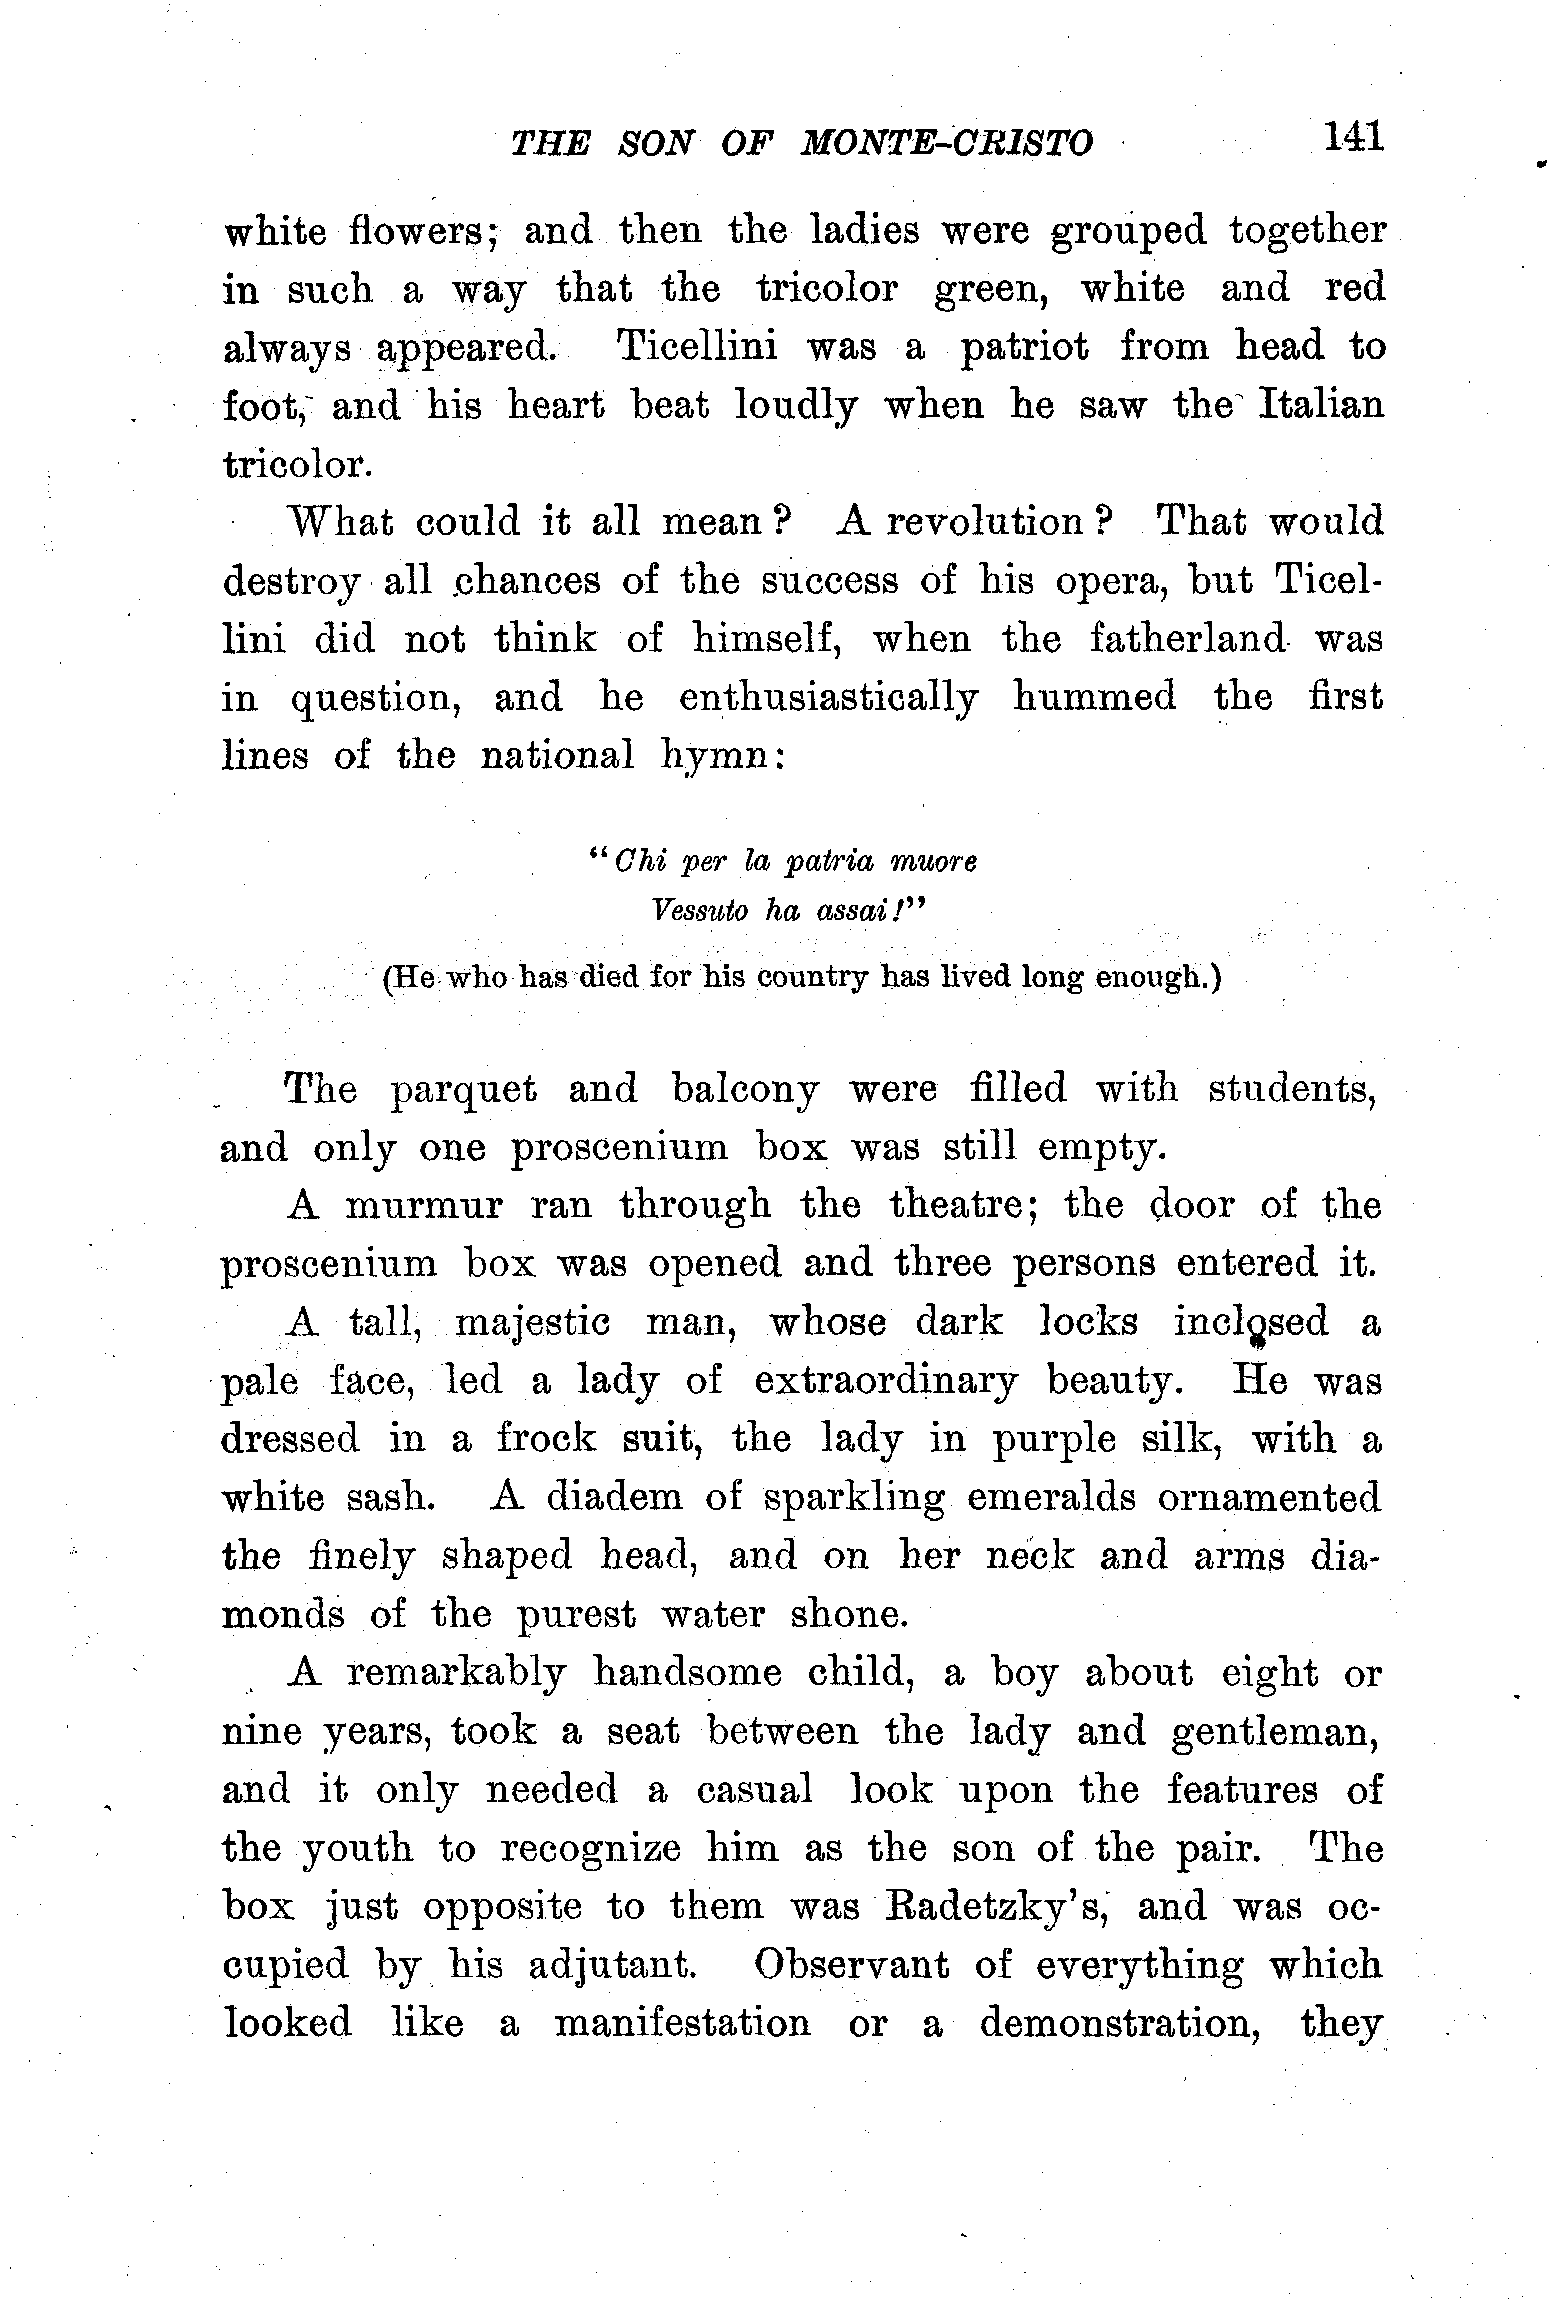 THE SON OF MONTE-CRISTO 141
white flowers; and then the ladies were grouped together
in such a way that the tricolor green, white and red
always appeared. Ticellini was a patriot from head to
foot, and his heart beat loudly when he saw the Italian
tricolor.
What could it all mean? A revolution? That would
destroy all chances of the success of his opera, but Ticel-
lini did not think of himself, when the fatherland was
in question, and he enthusiastically hummed the first
lines of the national hymn:
"Chi per la patria muore
Vessuto ha assai!"
(He who has died for his country has lived long enough.)
The parquet and balcony were filled with students,
and only one proscenium box was still empty.
A murmur ran through the theatre; the door of the
proscenium box was opened and three persons entered it.
A tall, majestic man, whose dark locks inclosed a
pale face, led a lady of extraordinary beauty. He was
dressed in a frock suit, the lady in purple silk, with a
white sash. A diadem of sparkling emeralds ornamented
the finely shaped head, and on her neck and arms dia-
monds of the purest water shone.
A remarkably handsome child, a boy about eight or
nine years, took a seat between the lady and gentleman,
and it only needed a casual look upon the features of
the youth to recognize him as the son of the pair. The
box just opposite to them was Radetzky's, and was oc-
cupied by his adjutant. Observant of everything which
looked like a manifestation or a demonstration, they